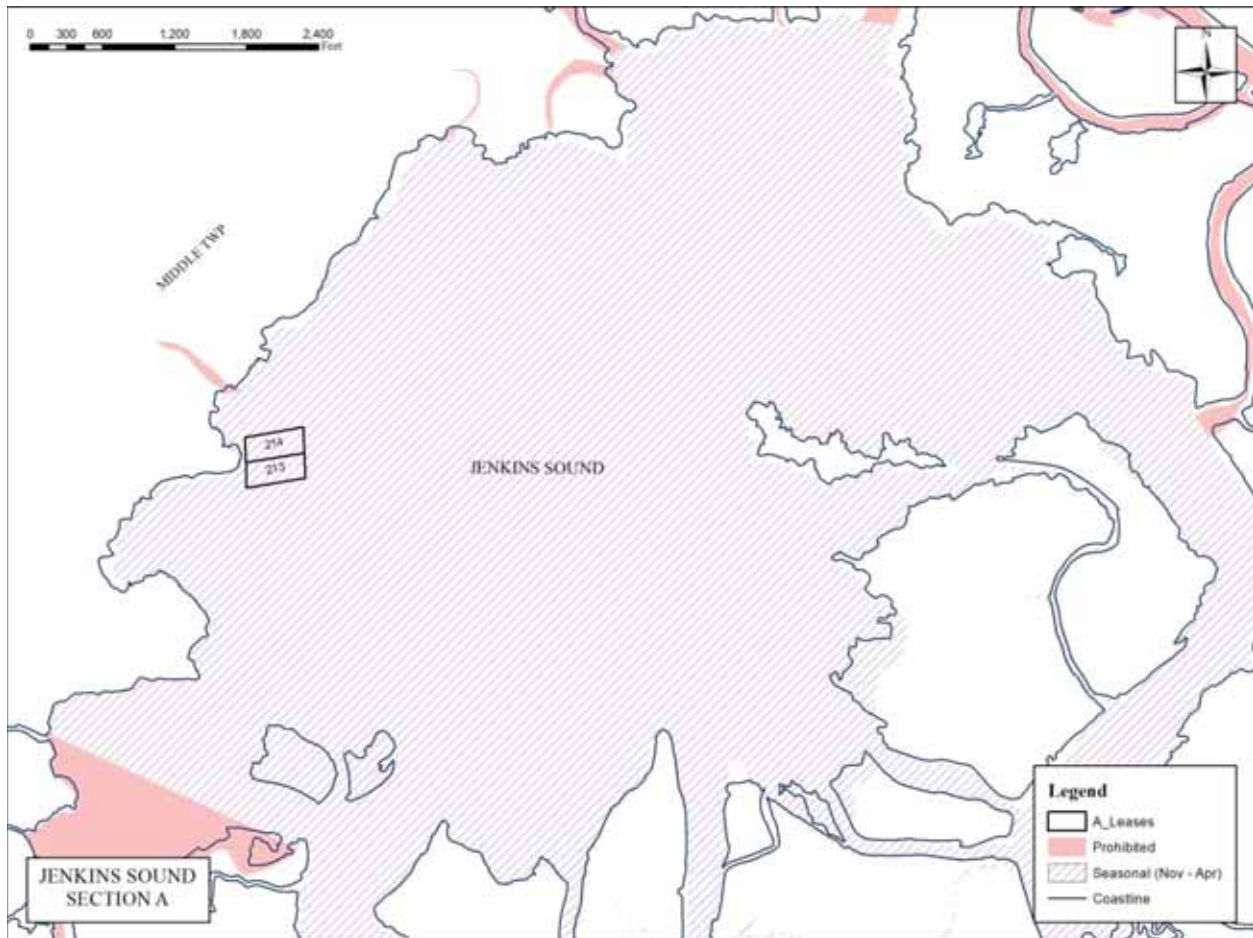 0 300 600 1,200 1,800 2,400
Feet
N
MIDDLE TWP
214
213
JENKINS SOUND
Legend
A_Leases
Prohibited
Seasonal (Nov - Apr)
Coastline
JENKINS SOUND
SECTION A